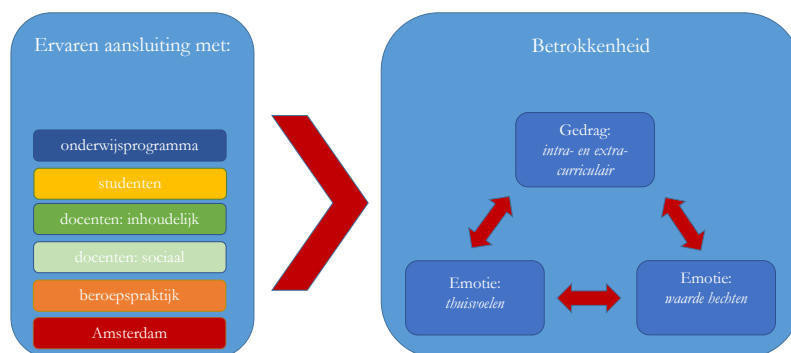 Ervaren aansluiting met:
onderwijsprogramma
studenten
docenten: inhoudelijk
docenten: sociaal
beroepspraktijk
Amsterdam
Betrokkenheid
Gedrag:
intra- en extra-
curriculair
Emotie:
thuisvoelen
Emotie:
waarde hechten